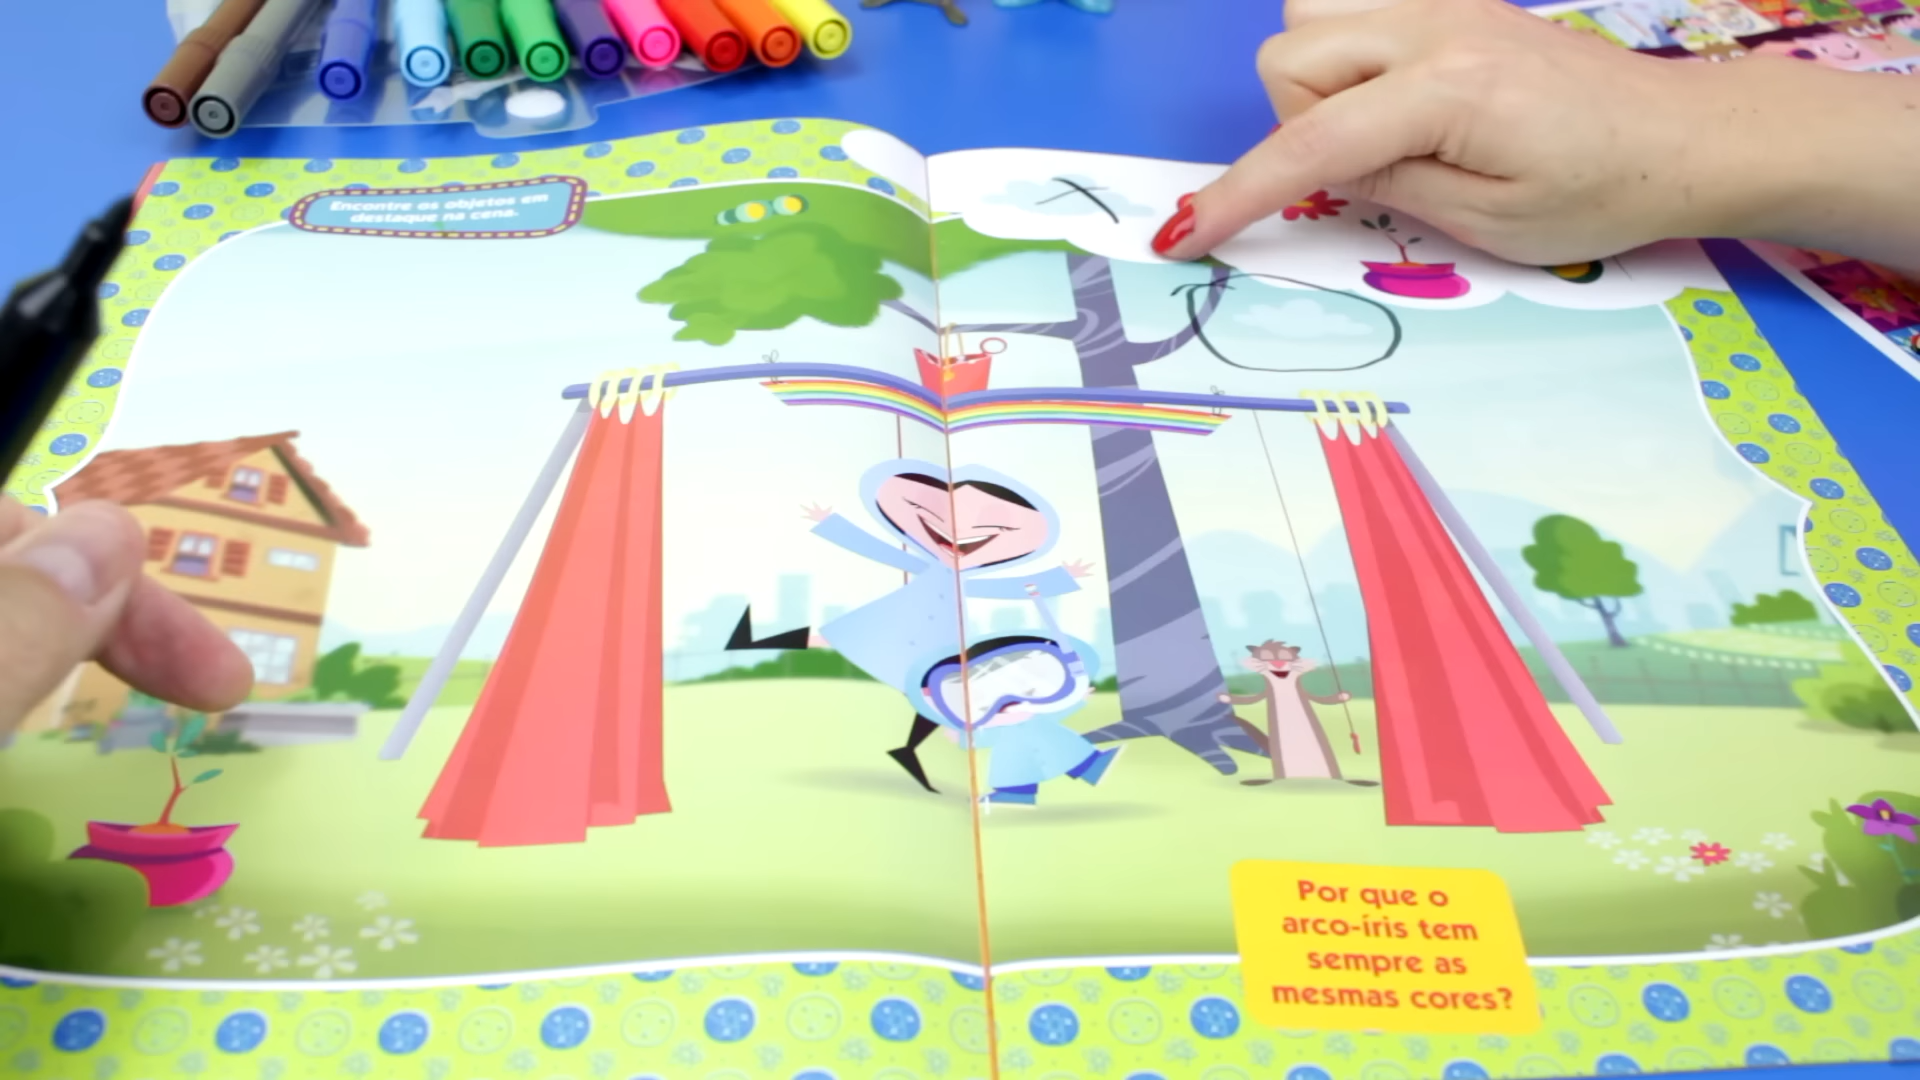 Encontre os objetos em
destaque na cena.
Por que o
arco-íris tem
sempre as
mesmas cores?